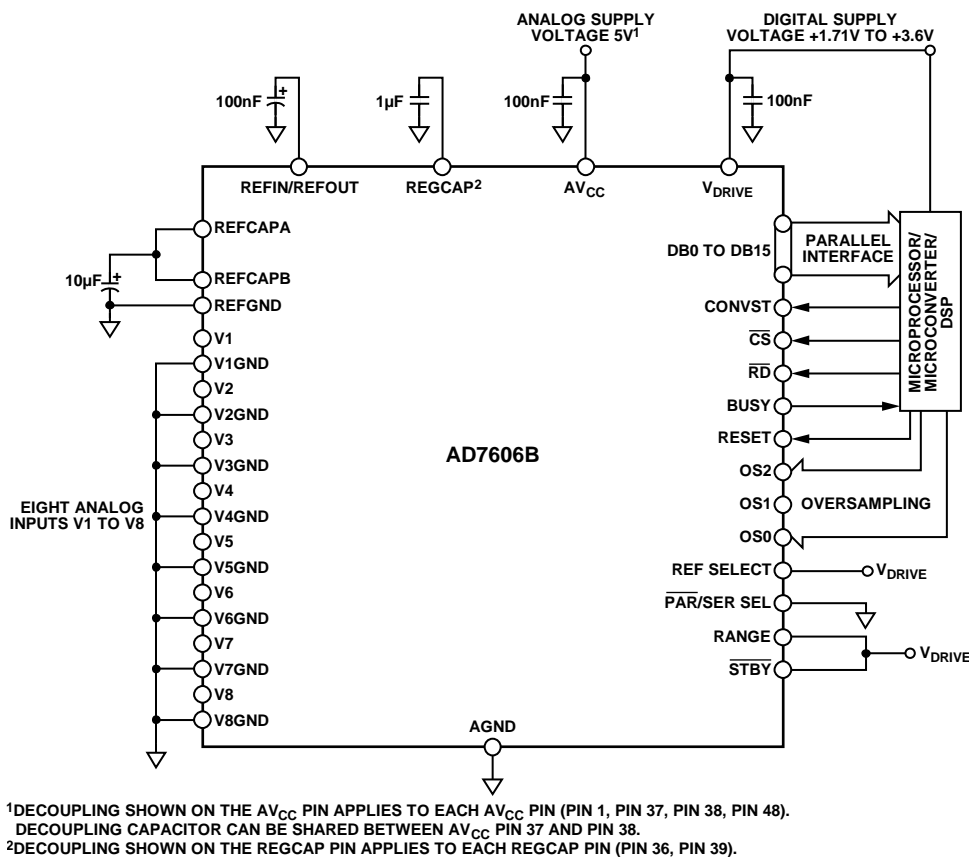 ANALOG SUPPLY
VOLTAGE 5V1
DIGITAL SUPPLY
VOLTAGE +1.71V TO +3.6V
100nF
+
1µF
100nF
100nF
REFIN/REFOUT
REGCAP2
AVCC
VDRIVE
REFCAPA
REFCAPB
REFGND
10µF
+
V1
V1GND
V2
V2GND
V3
V3GND
V4
V4GND
V5
V5GND
V6
V6GND
V7
V7GND
V8
V8GND
EIGHT ANALOG
INPUTS V1 TO V8
AD7606B
AGND
DB0 TO DB15
PARALLEL
INTERFACE
CONVST
CS
RD
BUSY
RESET
OS2
OS1
OVERSAMPLING
OS0
REF SELECT
VDRIVE
PAR/SER SEL
RANGE
STBY
VDRIVE
MICROPROCESSOR/
MICROCONVERTER/
DSP
1DECOUPLING SHOWN ON THE AVCC PIN APPLIES TO EACH AVCC PIN (PIN 1, PIN 37, PIN 38, PIN 48).
DECOUPLING CAPACITOR CAN BE SHARED BETWEEN AVCC PIN 37 AND PIN 38.
2DECOUPLING SHOWN ON THE REGCAP PIN APPLIES TO EACH REGCAP PIN (PIN 36, PIN 39).